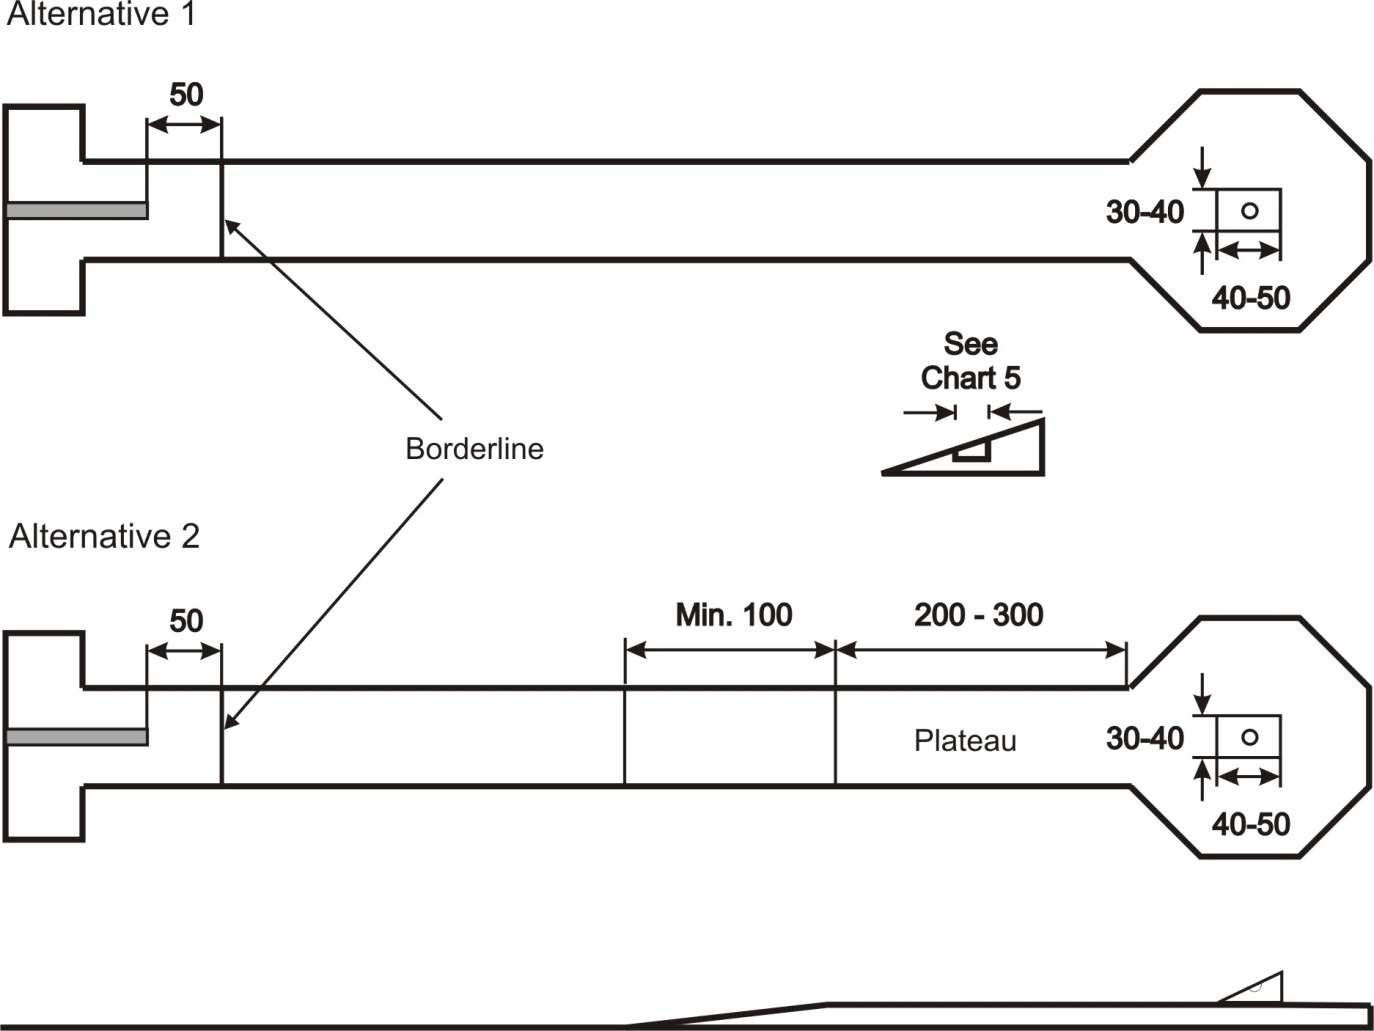 Alternative 1
50
30-40
40-50
See
Chart 5
Borderline
Alternative 2
50
Min. 100
200 - 300
Plateau
30-40
40-50